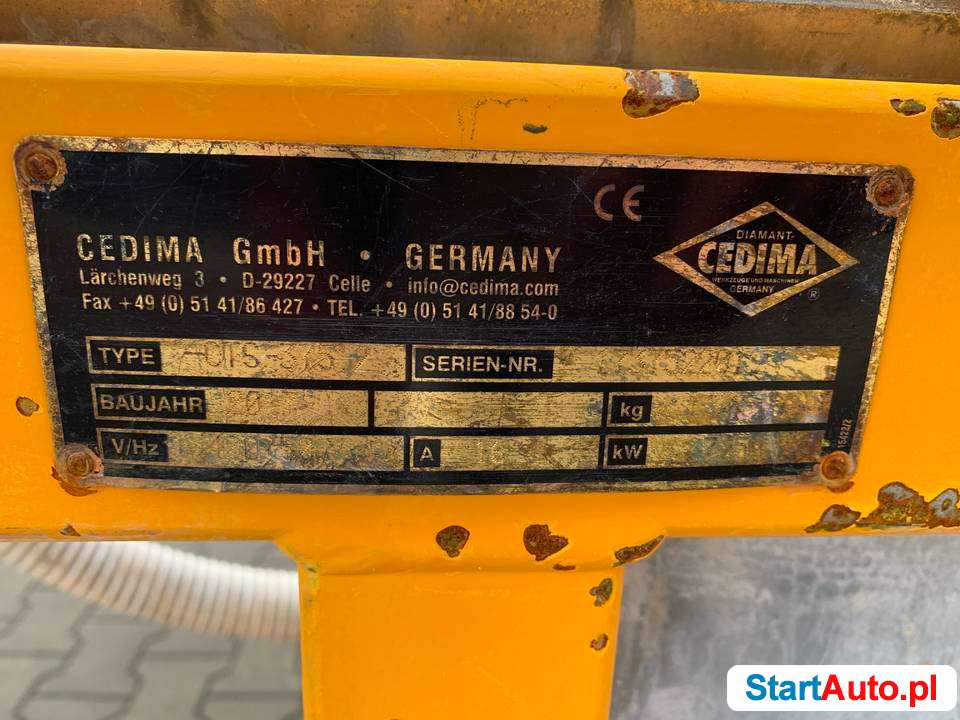 CE
CEDIMA GmbH • GERMANY
Lärchenweg 3 • D-29227 Celle • info@cedima.com
Fax +49 (0) 51 41/86 427 • TEL. +49 (0) 51 41/88 54-0
DIAMANT-
CEDIMA
WERKZEUGE UND MASCHINEN
GERMANY
®
TYPE
SERIEN-NR.
BAUJAHR
kg
V/Hz
A
kW
15422/2
StartAuto.pl